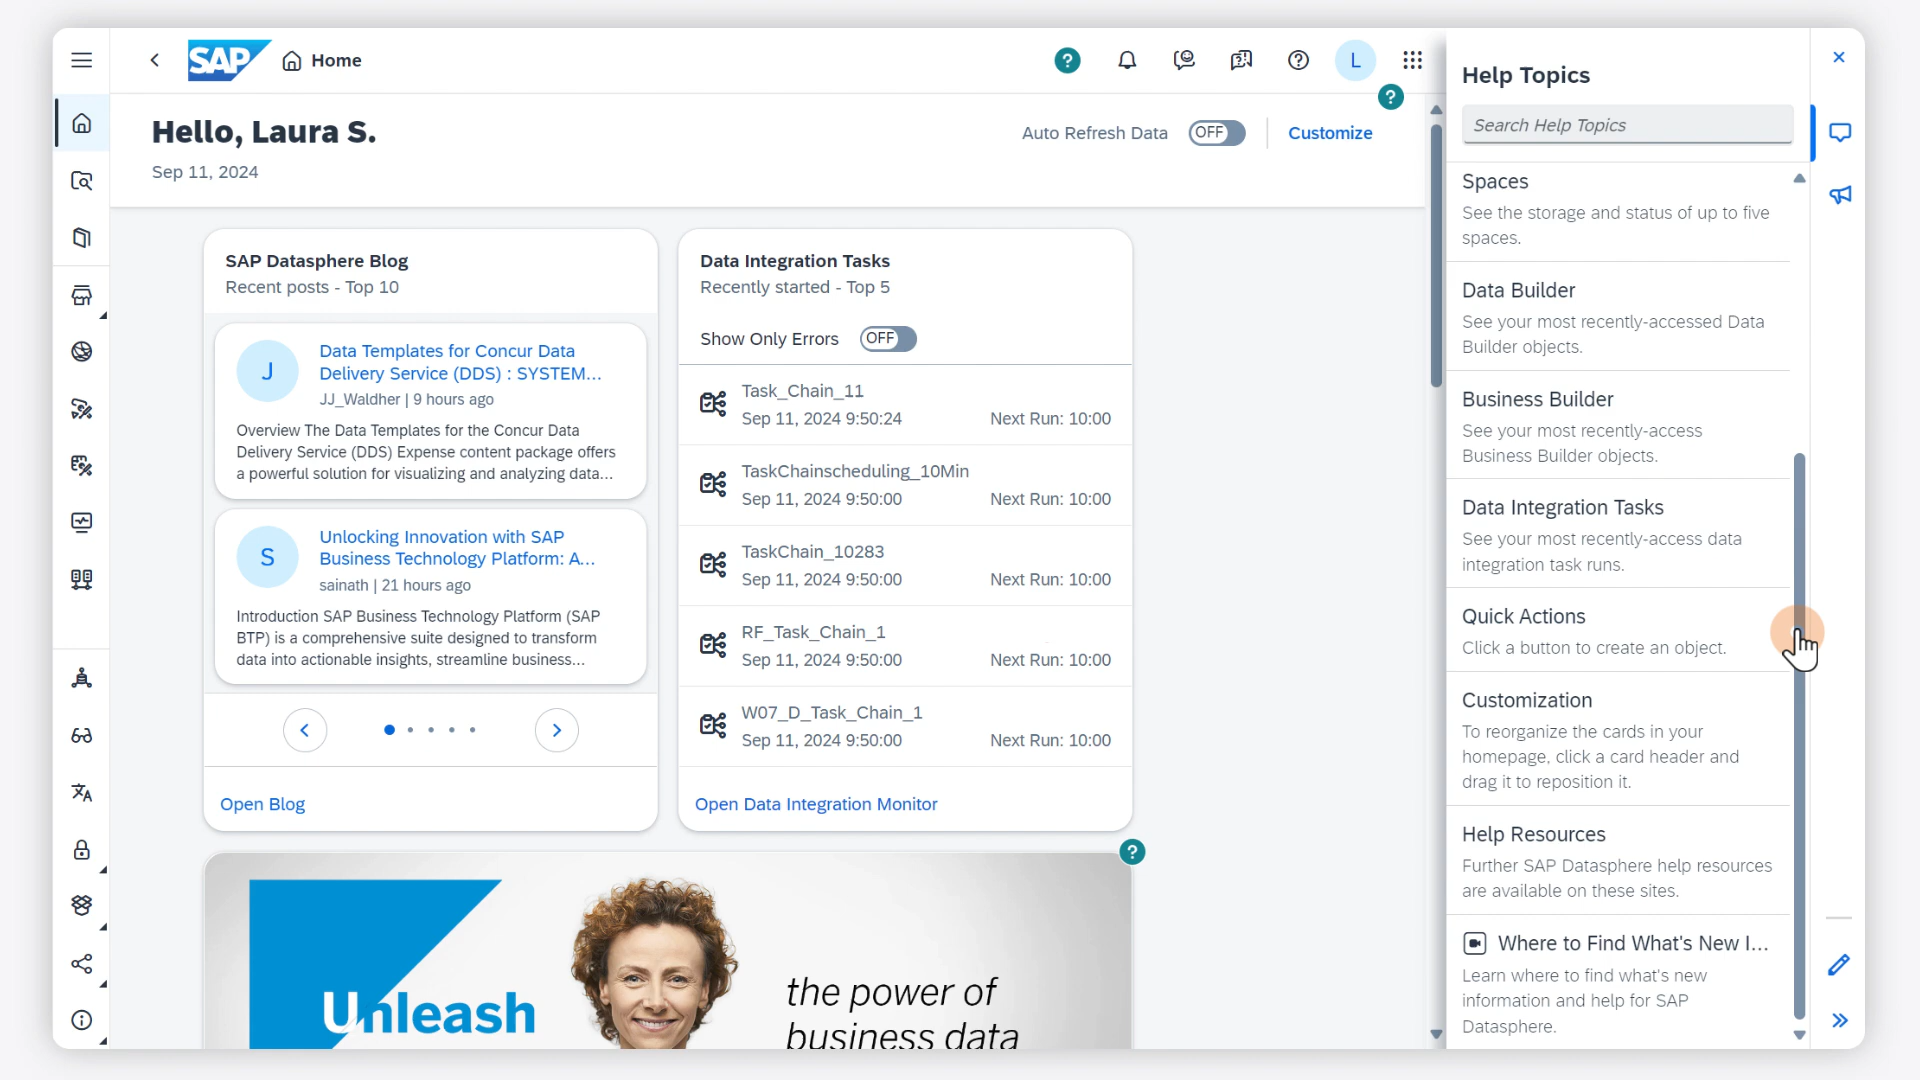 SAP
Home
?
L
?
Hello, Laura S.
Sep 11, 2024
Auto Refresh Data
OFF
Customize
SAP Datasphere Blog
Recent posts - Top 10
J
Data Templates for Concur Data
Delivery Service (DDS) : SYSTEM...
JJ_Waldher | 9 hours ago
Overview The Data Templates for the Concur Data
Delivery Service (DDS) Expense content package offers
a powerful solution for visualizing and analyzing data...
S
Unlocking Innovation with SAP
Business Technology Platform: A...
sainath | 21 hours ago
Introduction SAP Business Technology Platform (SAP
BTP) is a comprehensive suite designed to transform
data into actionable insights, streamline business...
Open Blog
Data Integration Tasks
Recently started - Top 5
Show Only Errors
OFF
Task_Chain_11
Sep 11, 2024 9:50:24
Next Run: 10:00
TaskChainscheduling_10Min
Sep 11, 2024 9:50:00
Next Run: 10:00
TaskChain_10283
Sep 11, 2024 9:50:00
Next Run: 10:00
RF_Task_Chain_1
Sep 11, 2024 9:50:00
Next Run: 10:00
W07_D_Task_Chain_1
Sep 11, 2024 9:50:00
Next Run: 10:00
Open Data Integration Monitor
?
Unleash
the power of
business data
Help Topics
Search Help Topics
Spaces
See the storage and status of up to five
spaces.
Data Builder
See your most recently-accessed Data
Builder objects.
Business Builder
See your most recently-access
Business Builder objects.
Data Integration Tasks
See your most recently-access data
integration task runs.
Quick Actions
Click a button to create an object.
Customization
To reorganize the cards in your
homepage, click a card header and
drag it to reposition it.
Help Resources
Further SAP Datasphere help resources
are available on these sites.
Where to Find What's New I...
Learn where to find what's new
information and help for SAP
Datasphere.